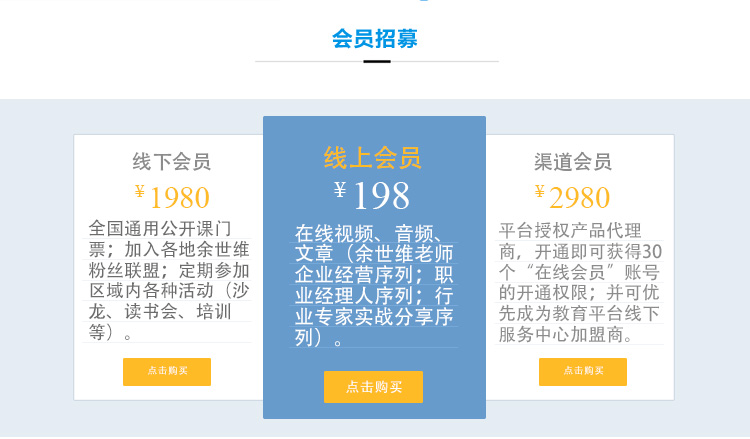 会员招募
线下会员
¥1980
全国通用公开课门
票；加入各地余世维
粉丝联盟；定期参加
区域内各种活动（沙
龙、读书会、培训
等）。
点击购买
线上会员
¥198
在线视频、音频、
文章（余世维老师
企业经营序列；职
业经理人序列；行
业专家实战分享序
列）。
点击购买
渠道会员
¥2980
平台授权产品代理
商，开通即可获得30
个“在线会员”账号
的开通权限；并可优
先成为教育平台线下
服务中心加盟商。
点击购买